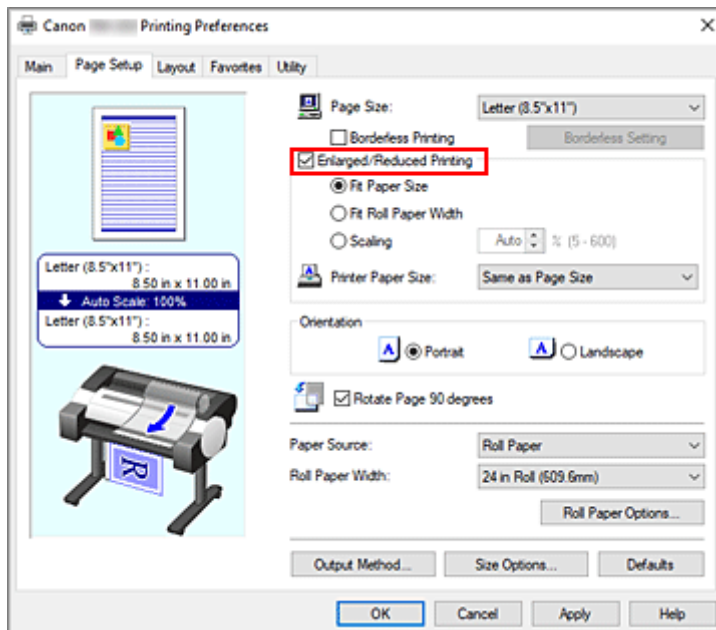 Canon Printing Preferences
Main Page Setup Layout Favorites Utility
Page Size: Letter (8.5"x11")
Borderless Printing Borderless Setting
Enlarged/Reduced Printing
Fit Paper Size
Fit Roll Paper Width
Scaling Auto % (5 - 600)
Printer Paper Size: Same as Page Size
Letter (8.5"x11") :
8.50 in x 11.00 in
Auto Scale: 100%
Letter (8.5"x11") :
8.50 in x 11.00 in
Orientation
A Portrait A Landscape
Rotate Page 90 degrees
Paper Source: Roll Paper
Roll Paper Width: 24 in Roll (609.6mm)
Roll Paper Options...
R
Output Method... Size Options... Defaults
OK Cancel Apply Help